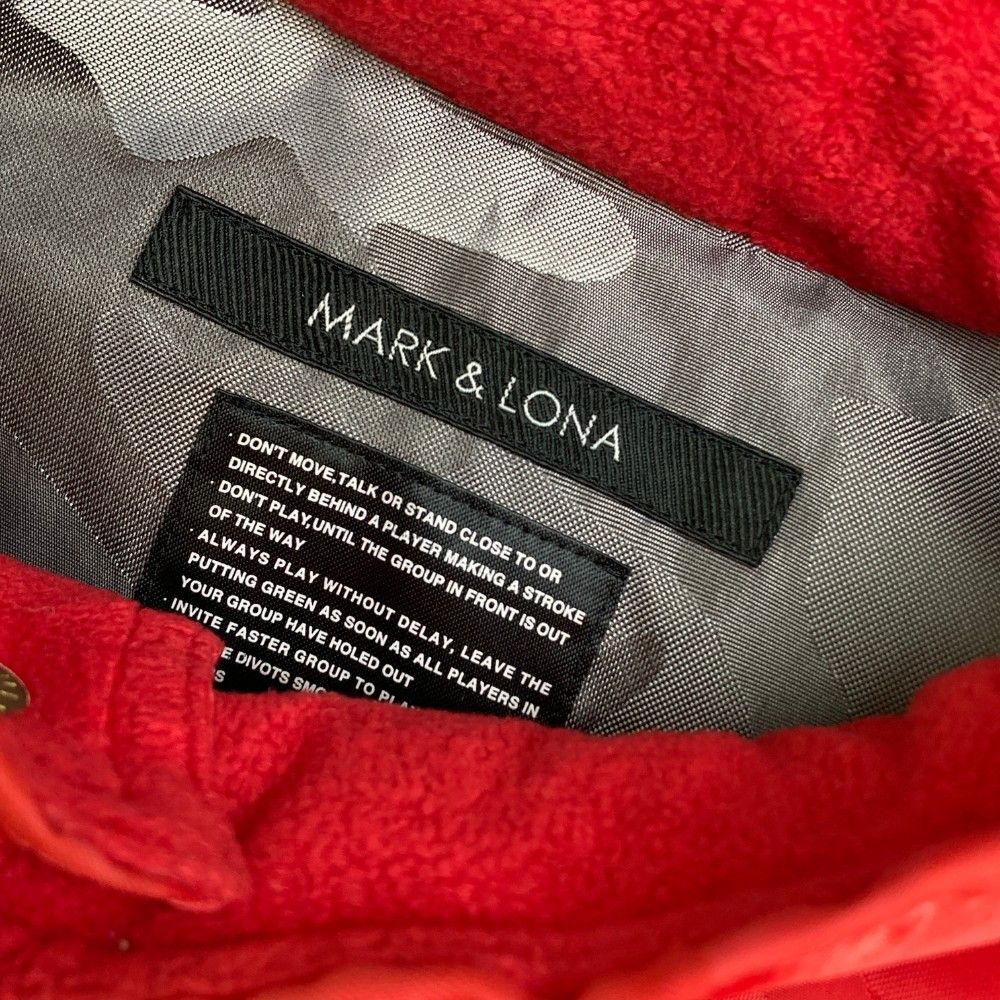 MARK & LONA
· DON'T MOVE,TALK OR STAND CLOSE TO OR
DIRECTLY BEHIND A PLAYER MAKING A STROKE
· DON'T PLAY,UNTIL THE GROUP IN FRONT IS OUT
OF THE WAY
· ALWAYS PLAY WITHOUT DELAY, LEAVE THE
PUTTING GREEN AS SOON AS ALL PLAYERS IN
YOUR GROUP HAVE HOLED OUT
· INVITE FASTER GROUP TO
DIVOTS